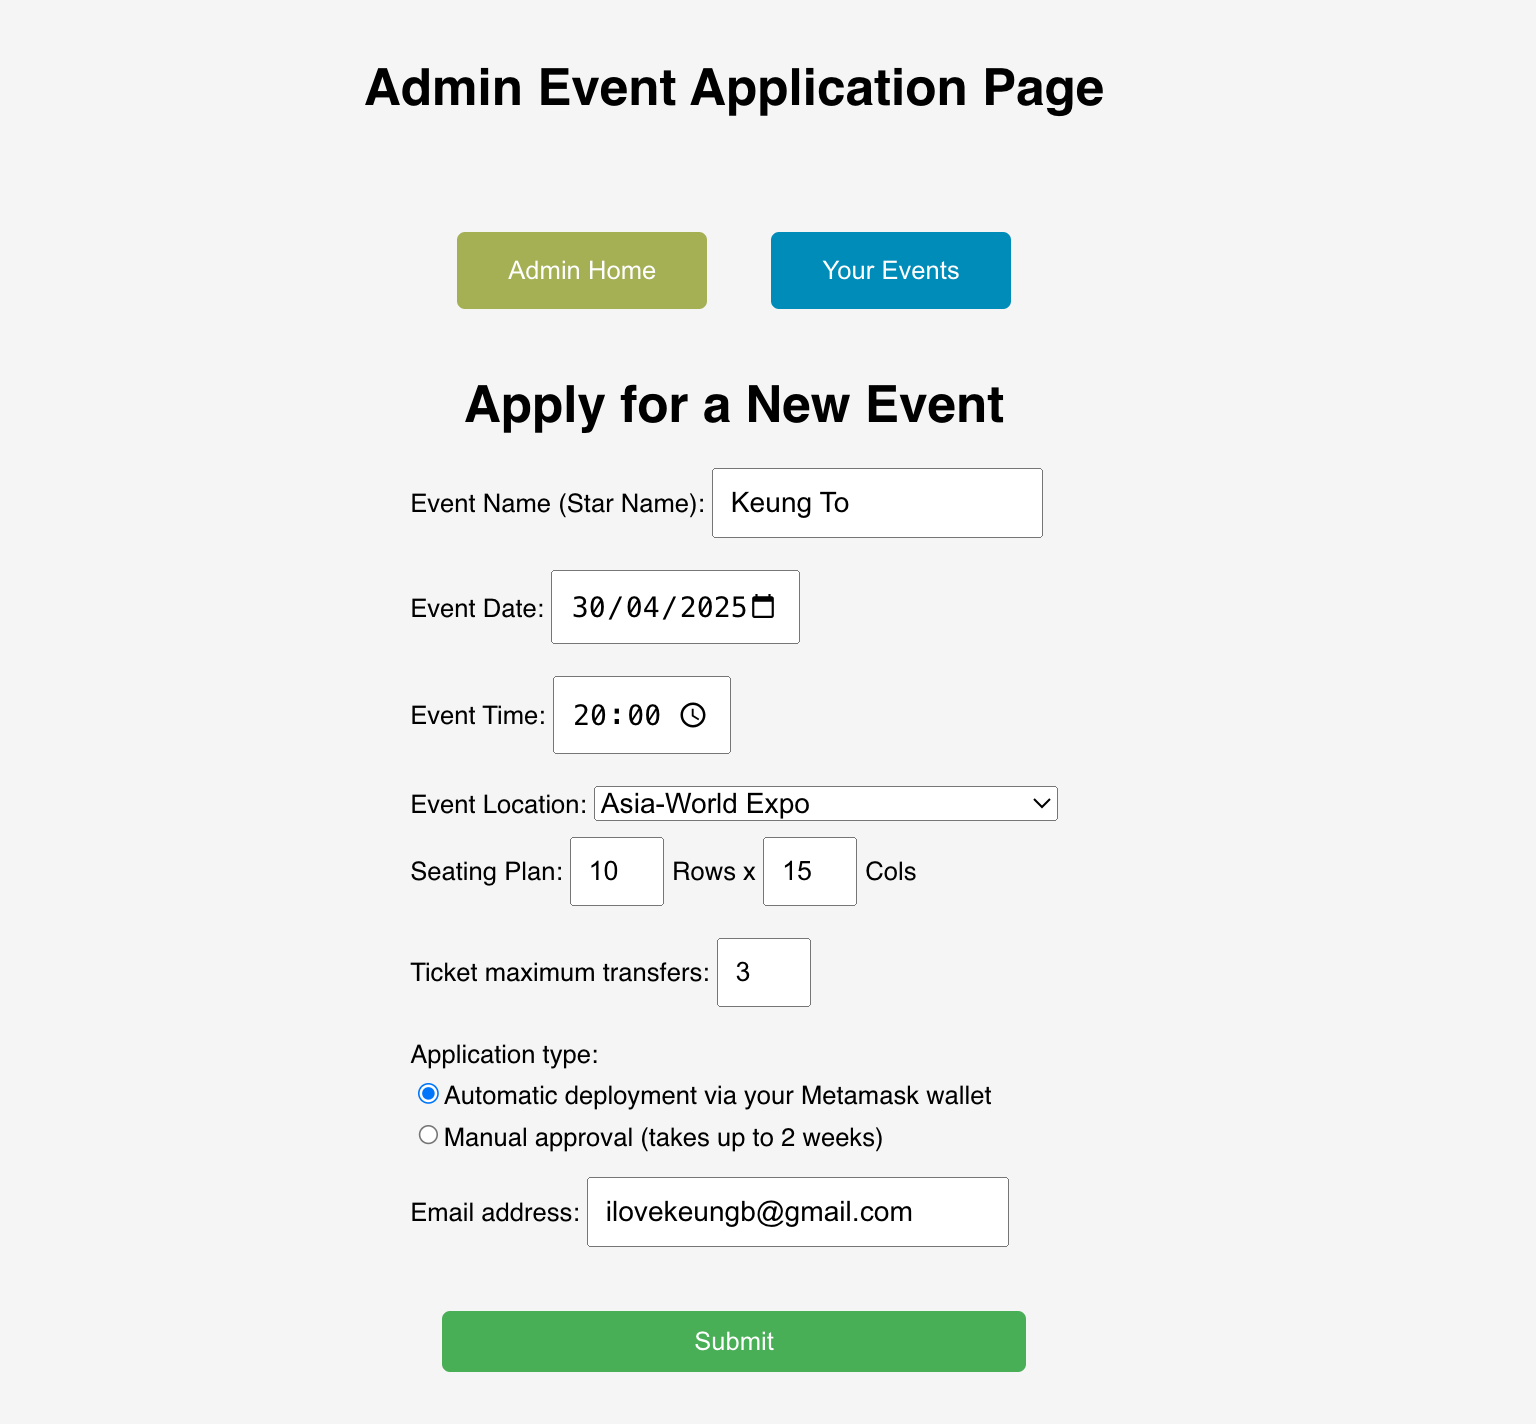 Admin Event Application Page
Admin Home
Your Events
Apply for a New Event
Event Name (Star Name): Keung To
Event Date: 30/04/2025
Event Time: 20:00
Event Location: Asia-World Expo
Seating Plan: 10 Rows x 15 Cols
Ticket maximum transfers: 3
Application type:
Automatic deployment via your Metamask wallet
Manual approval (takes up to 2 weeks)
Email address: ilovekeungb@gmail.com
Submit